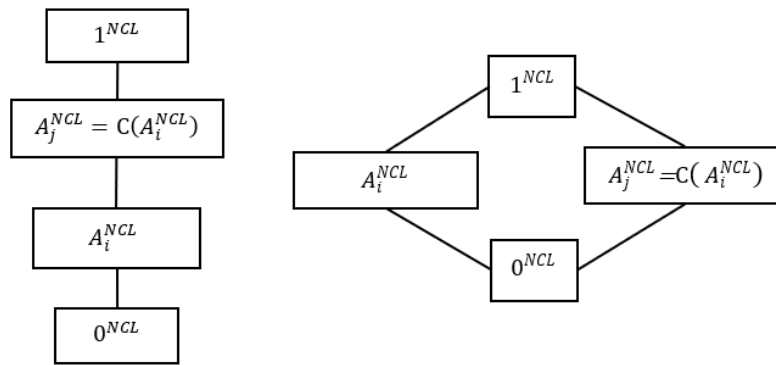 1^{NCL}
A_j^{NCL} = C(A_i^{NCL})
A_i^{NCL}
0^{NCL}
1^{NCL}
A_i^{NCL}
A_j^{NCL}=C( A_i^{NCL})
0^{NCL}